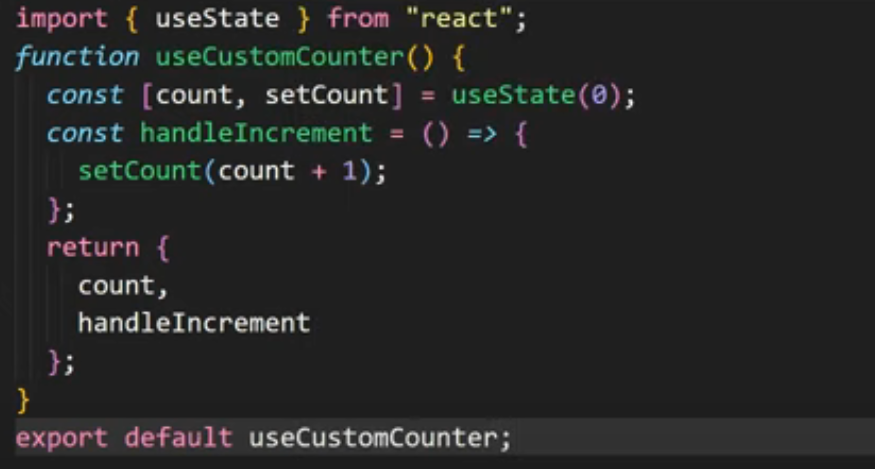 import { useState } from "react";
function useCustomCounter() {
  const [count, setCount] = useState(0);
  const handleIncrement = () => {
    setCount(count + 1);
  };
  return {
    count,
    handleIncrement
  };
}
export default useCustomCounter;